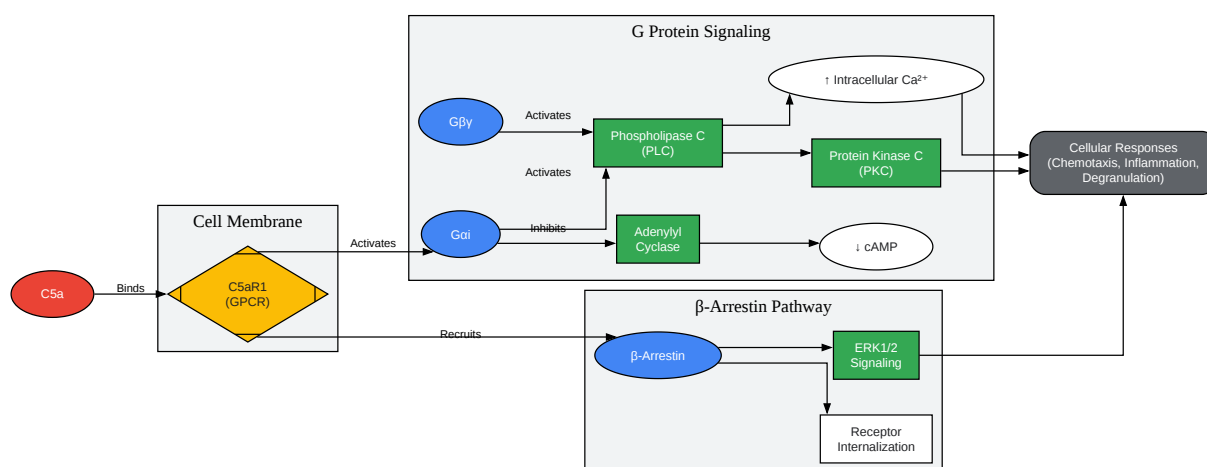 G Protein Signaling
↑ Intracellular Ca²⁺
Gβγ
Activates
Phospholipase C
(PLC)
Protein Kinase C
(PKC)
Cellular Responses
(Chemotaxis, Inflammation,
Degranulation)
Activates
Cell Membrane
Activates
Gαi
Inhibits
Adenylyl
Cyclase
↓ cAMP
C5a
Binds
C5aR1
(GPCR)
Recruits
β-Arrestin Pathway
β-Arrestin
ERK1/2
Signaling
Receptor
Internalization